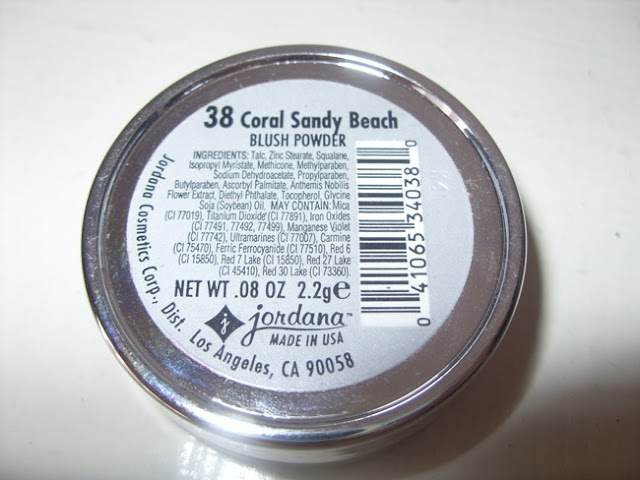 38 Coral Sandy Beach
BLUSH POWDER
INGREDIENTS: Talc, Zinc Stearate, Squalane,
Isopropyl Myristate, Methicone, Methylparaben,
Sodium Dehydroacetate, Propylparaben,
Butylparaben, Ascorbyl Palmitate, Anthemis Nobilis
Flower Extract, Diethyl Phthalate, Tocopherol, Glycine
Soja (Soybean) Oil. MAY CONTAIN: Mica
(CI 77019), Titanium Dioxide (CI 77891), Iron Oxides
(CI 77491, 77492, 77499), Manganese Violet
(CI 77742), Ultramarines (CI 77007), Carmine
(CI 75470), Ferric Ferrocyanide (CI 77510), Red 6
(CI 15850), Red 7 Lake (CI 15850), Red 27 Lake
(CI 45410), Red 30 Lake (CI 73360).
NET WT .08 OZ 2.2g e
jordana™
MADE IN USA
Jordana Cosmetics Corp., Dist. Los Angeles, CA 90058
0 41065 34038 0